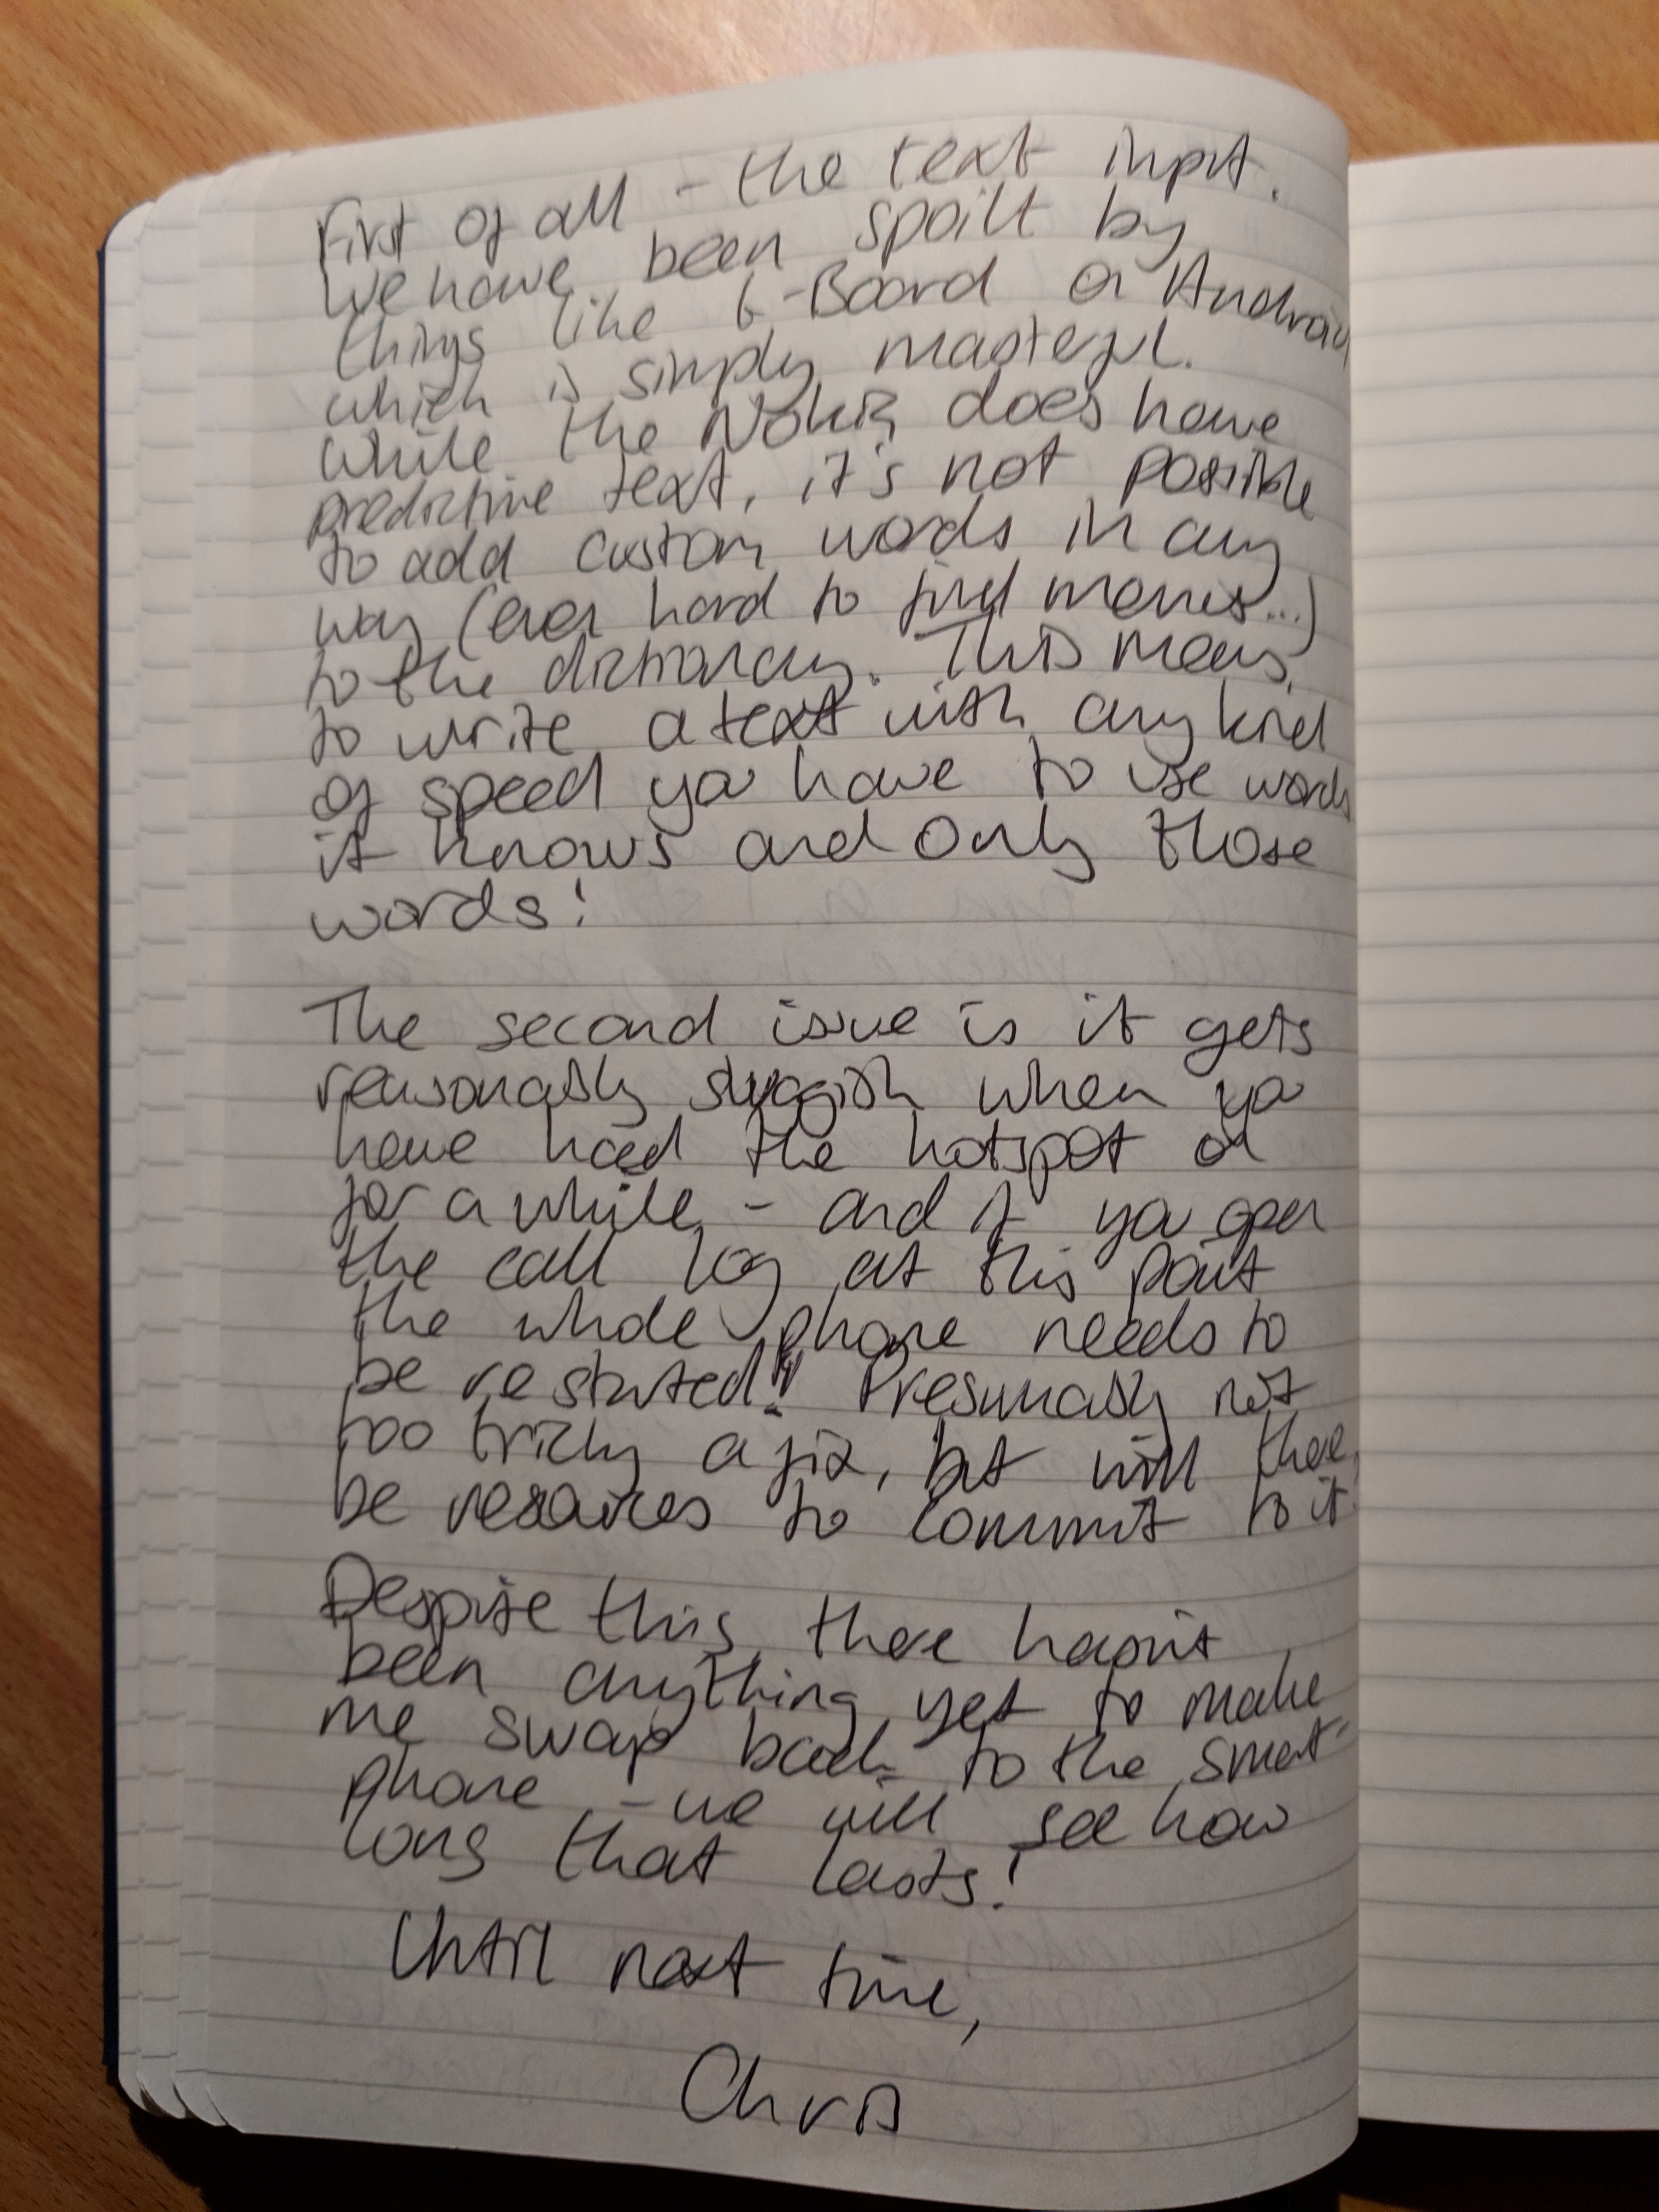 First of all - the text input.
We have been spoilt by
things like G-Board on Android
which is simply masterful.
While the Nokia does have
predictive text, it's not possible
to add custom words in any
way (even hard to find menus...)
to the dictionary. This means,
to write a text with any kind
of speed you have to use words
it knows and only those
words!
The second issue is it gets
reasonably sluggish when you
have had the hotspot on
for a while - and if you open
the call log at this point
the whole phone needs to
be restarted! Presumably not
too tricky a fix, but will there
be resources to commit to it
Despite this, there hasn't
been anything yet to make
me swap back to the smart-
phone - we will see how
long that lasts!
Until next time,
Chris